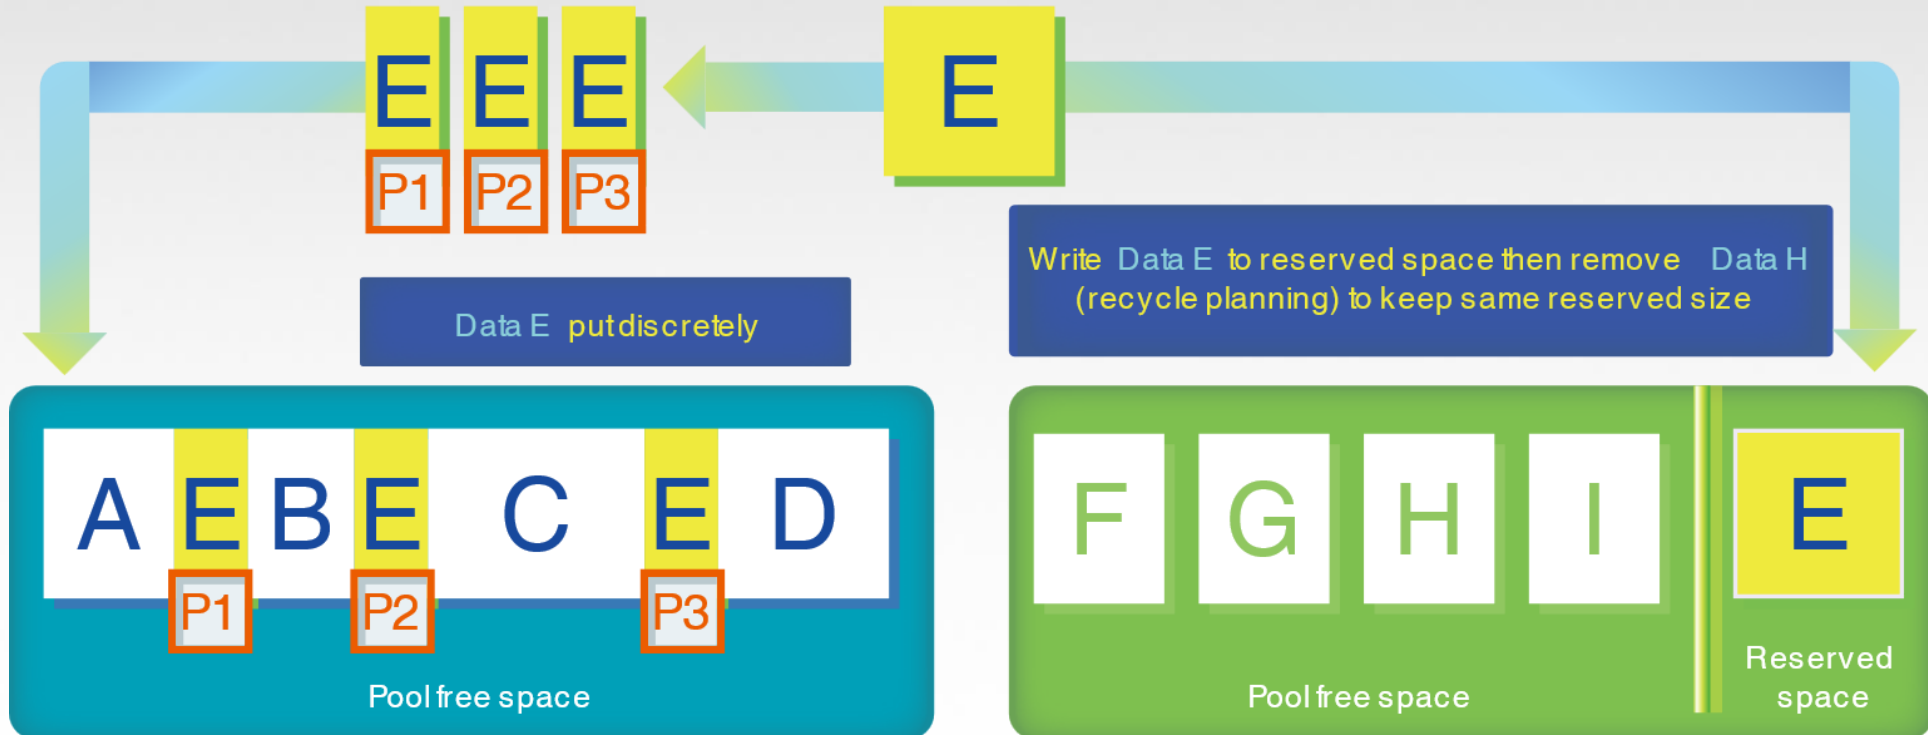 E E E E
P1 P2 P3
Write Data E to reserved space then remove Data H
(recycle planning) to keep same reserved size
Data E put discretely
A E B E C E D
P1 P2 P3
Pool free space
F G H I E
Pool free space
Reserved
space